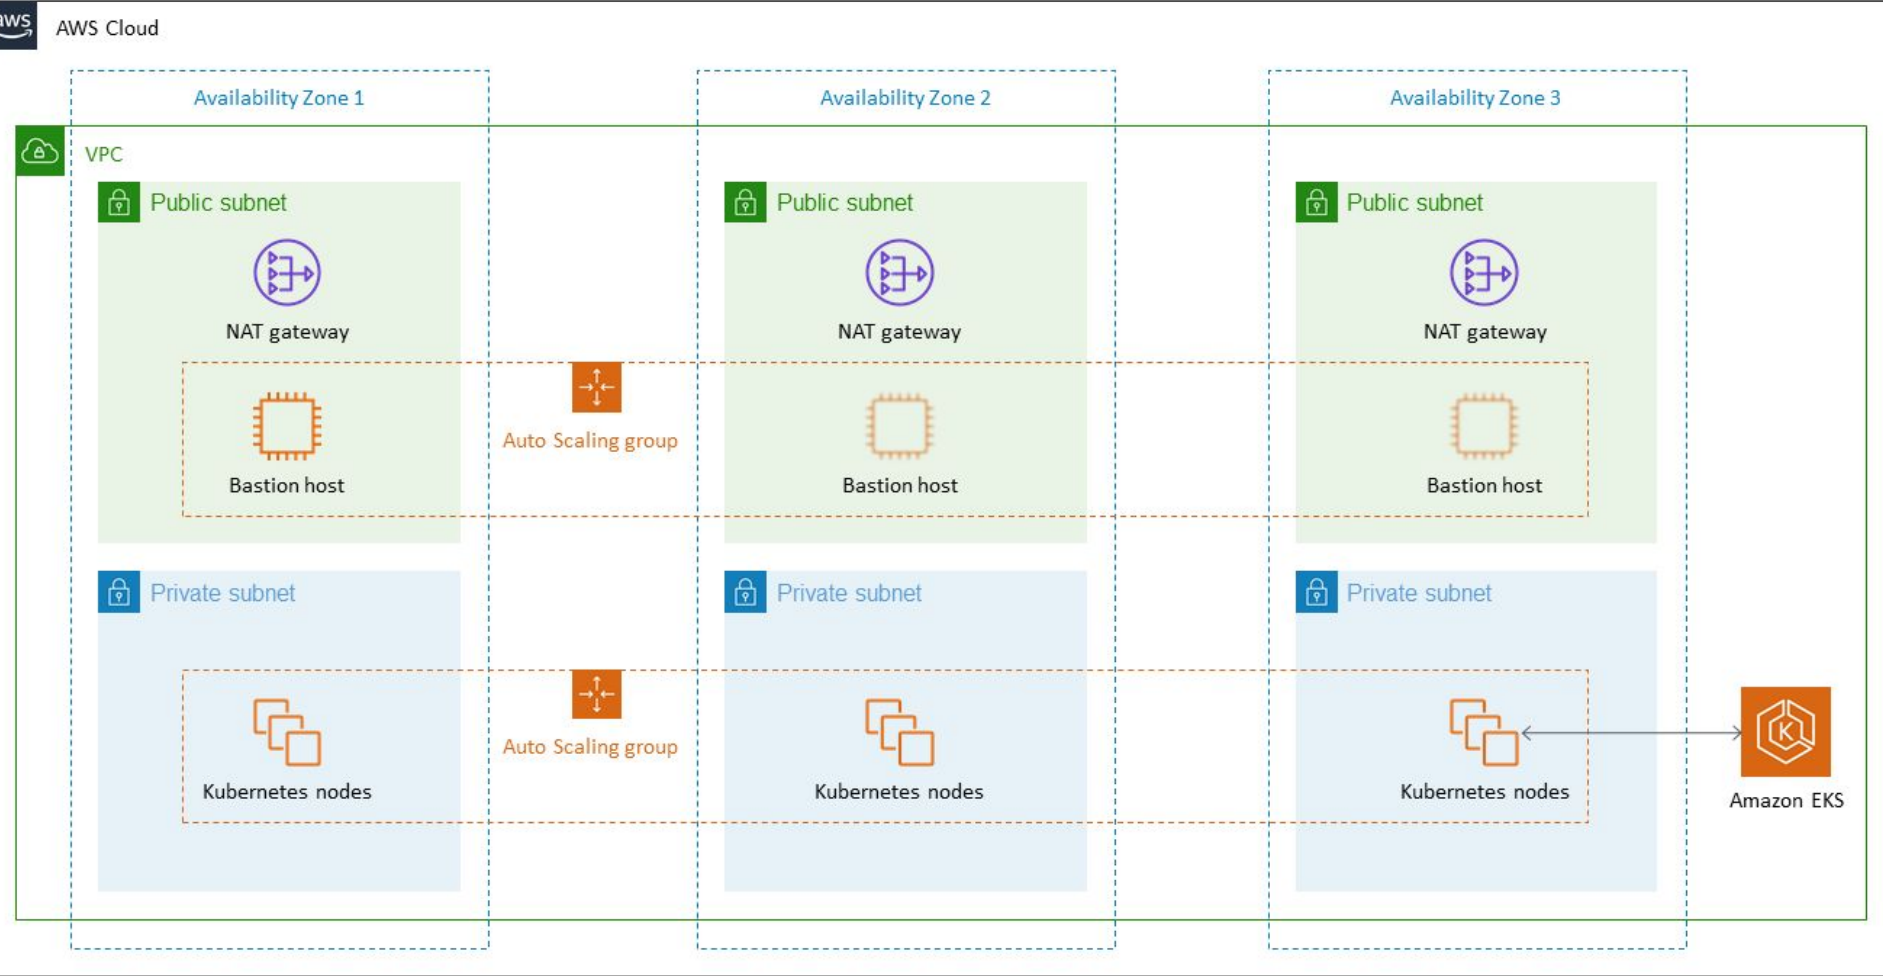 aws
AWS Cloud
Availability Zone 1
Availability Zone 2
Availability Zone 3
VPC
Public subnet
Public subnet
Public subnet
NAT gateway
NAT gateway
NAT gateway
Auto Scaling group
Bastion host
Bastion host
Bastion host
Private subnet
Private subnet
Private subnet
Auto Scaling group
Kubernetes nodes
Kubernetes nodes
Kubernetes nodes
K
Amazon EKS